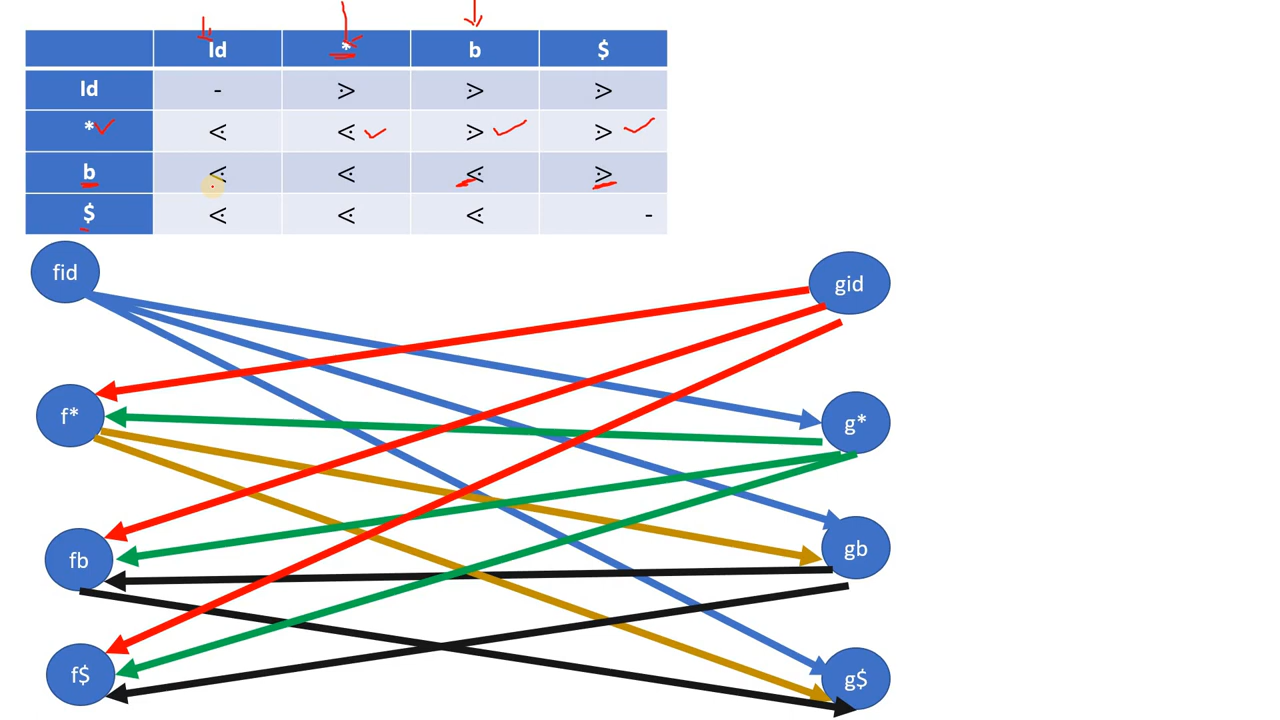 Id * b $
Id - ⋗ ⋗ ⋗
* ⋖ ⋖ ⋗ ⋗
b ⋖ ⋖ ⋖ ⋗
$ ⋖ ⋖ ⋖ -
fid gid
f* g*
fb gb
f$ g$